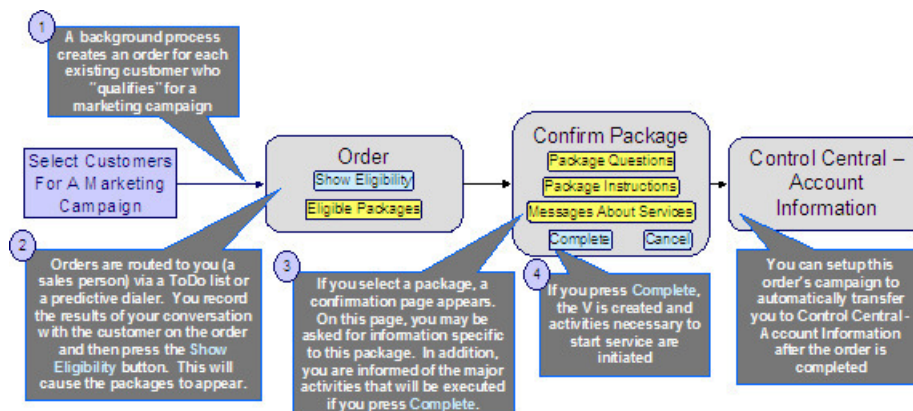 1
A background process
creates an order for each
existing customer who
"qualifies" for a
marketing campaign
Select Customers
For A Marketing
Campaign
Order
Show Eligibility
Eligible Packages
Confirm Package
Package Questions
Package Instructions
Messages About Services
Complete
Cancel
Control Central –
Account
Information
2
Orders are routed to you (a
sales person) via a ToDo list or
a predictive dialer. You record
the results of your conversation
with the customer on the order
and then press the Show
Eligibility button. This will
cause the packages to appear.
3
If you select a package, a
confirmation page appears.
On this page, you may be
asked for information specific
to this package. In addition,
you are informed of the major
activities that will be executed
if you press Complete.
4
If you press Complete,
the V is created and
activities necessary to
start service are
initiated
You can setup this
order's campaign to
automatically transfer
you to Control Central -
Account Information
after the order is
completed